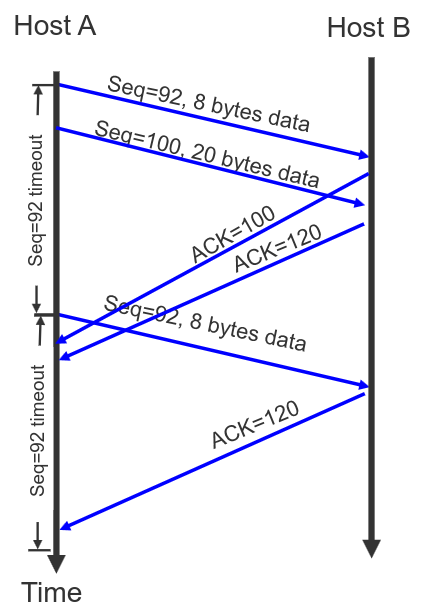 Host A
Host B
Seq=92, 8 bytes data
Seq=100, 20 bytes data
Seq=92 timeout
ACK=100
ACK=120
Seq=92, 8 bytes data
Seq=92 timeout
ACK=120
Time